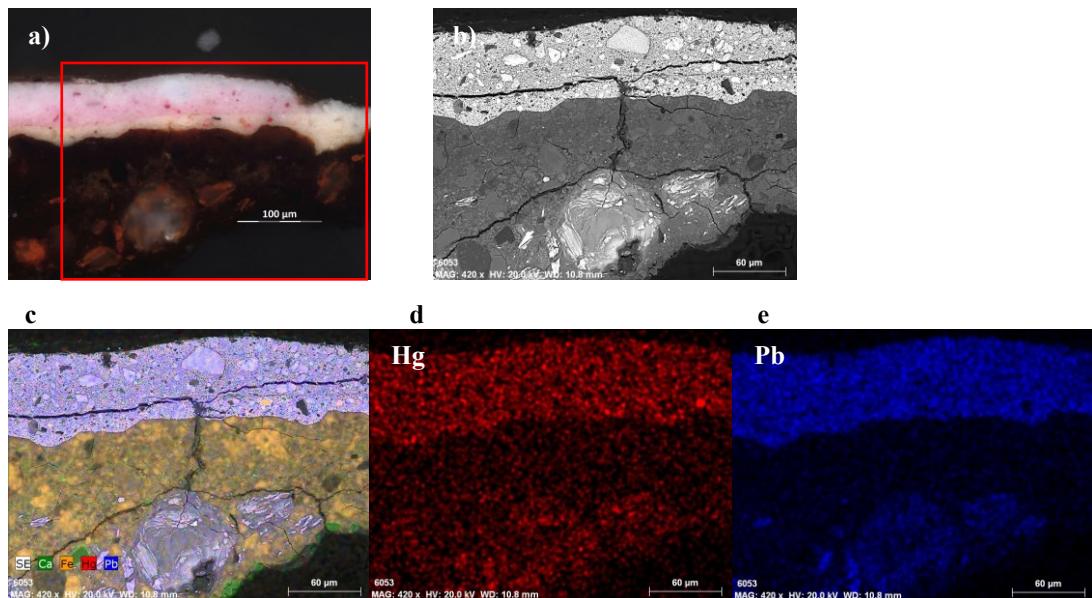 a)
100 µm
b)
6053
MAG: 420 x HV: 20.0 kV WD: 10.8 mm
60 µm
c
d
e
SE Ca Fe Hg Pb
6053
MAG: 420 x HV: 20.0 kV WD: 10.8 mm
60 µm
Hg
6053
MAG: 420 x HV: 20.0 kV WD: 10.8 mm
60 µm
Pb
6053
MAG: 420 x HV: 20.0 kV WD: 10.8 mm
60 µm